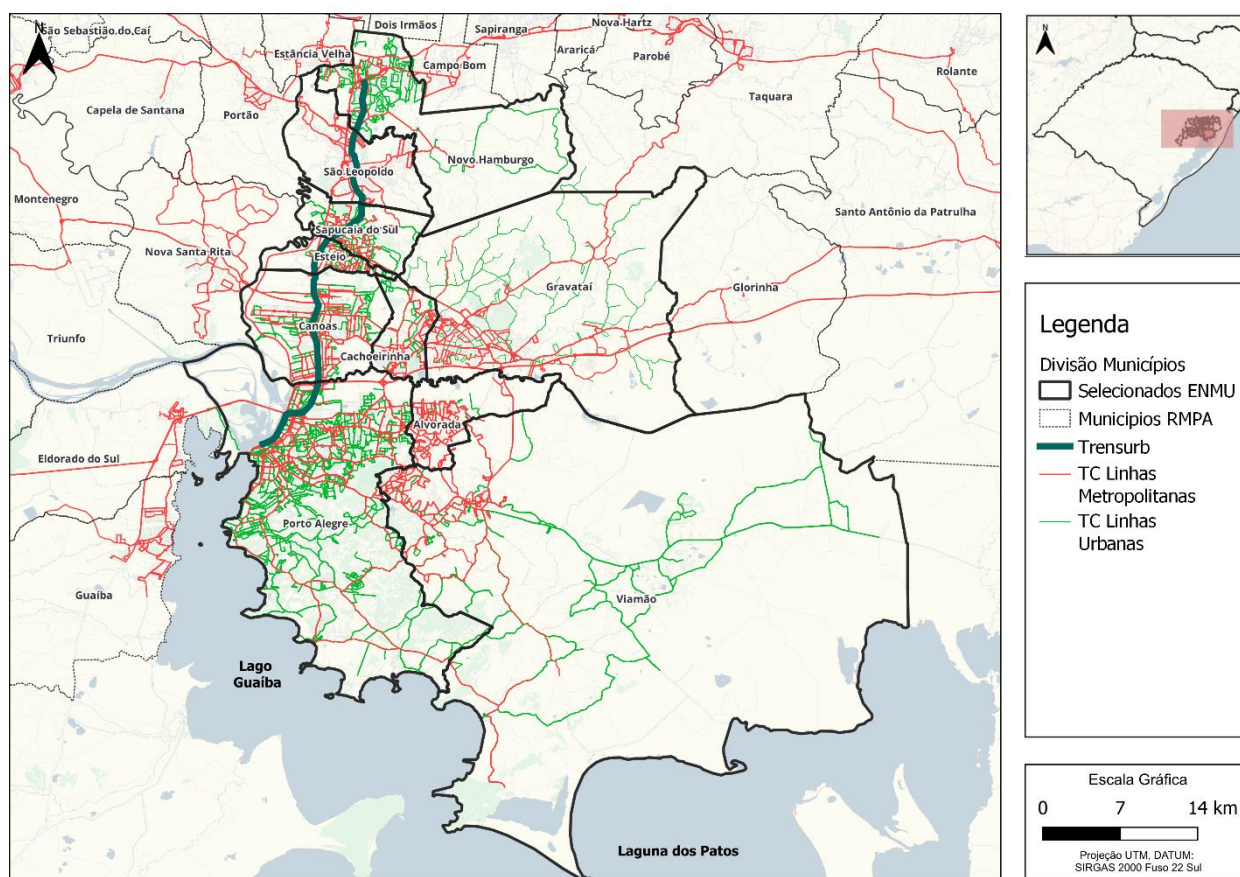 Dois Irmãos
Nova Hartz
São Sebastião do Caí
Sapiranga
N
Estância Velha
Araricá
Parobé
Campo Bom
Rolante
Taquara
Capela de Santana
Portão
Novo Hamburgo
São Leopoldo
Montenegro
Santo Antônio da Patrulha
Sapucaia do Sul
Nova Santa Rita
Esteio
Gravataí
Glorinha
Canoas
Triunfo
Cachoeirinha
Alvorada
Eldorado do Sul
Porto Alegre
Guaíba
Viamão
Lago
Guaíba
Laguna dos Patos
N
Legenda
Divisão Municípios
Selecionados ENMU
Municipios RMPA
Trensurb
TC Linhas
Metropolitanas
TC Linhas
Urbanas
Escala Gráfica
0 7 14 km
Projeção UTM, DATUM:
SIRGAS 2000 Fuso 22 Sul